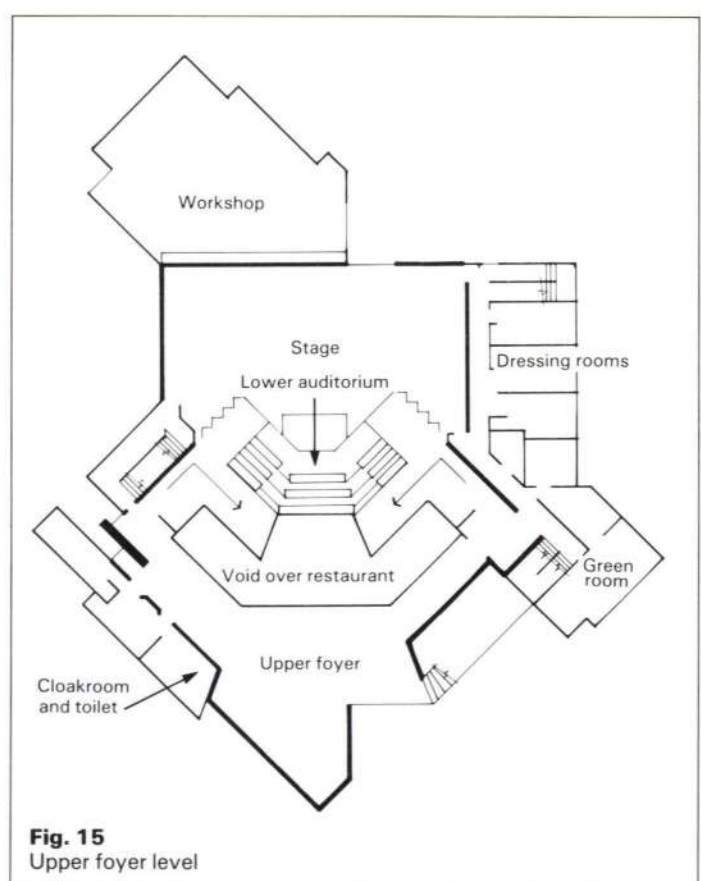 Workshop
Stage
Lower auditorium
Dressing rooms
Void over restaurant
Green
room
Upper foyer
Cloakroom
and toilet
Fig. 15
Upper foyer level